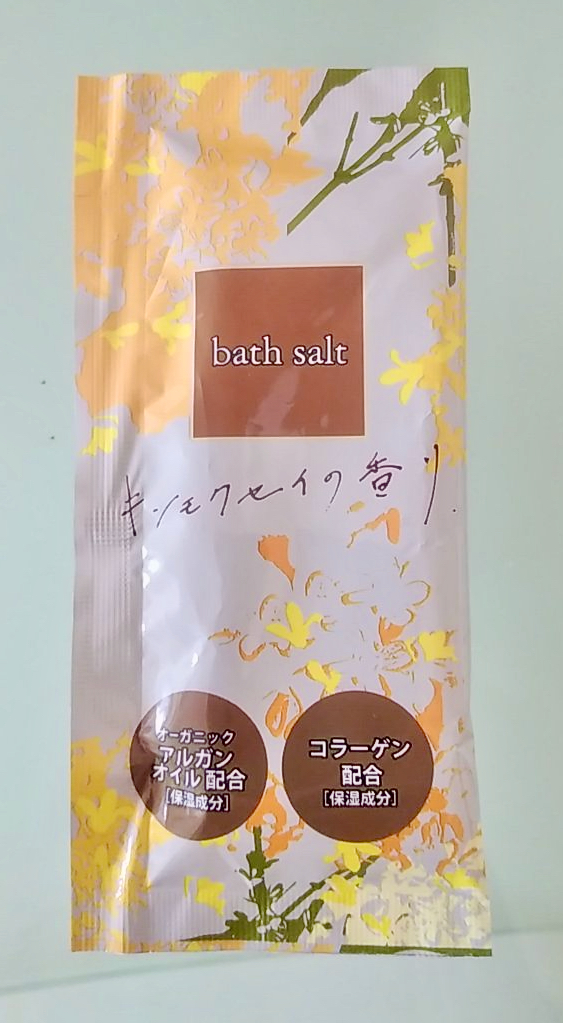 bath salt
キンモクセイの香り.
オーガニック
アルガン
オイル 配合
［保湿成分］
コラーゲン
配合
［保湿成分］